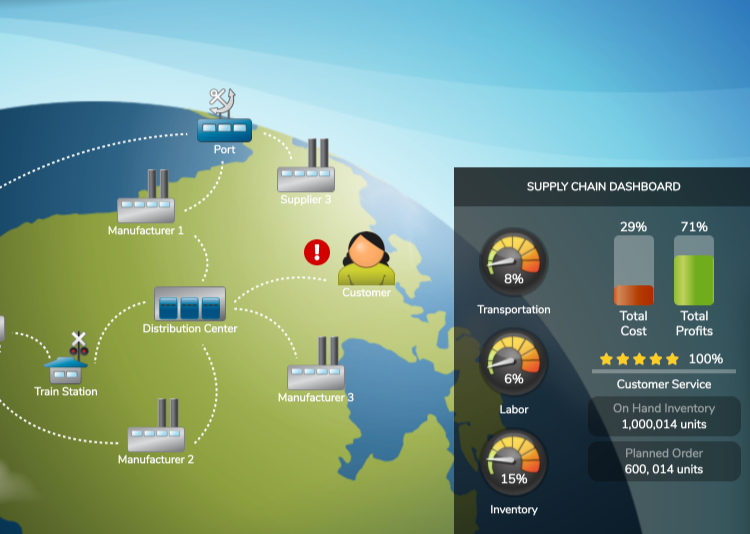 Port
Supplier 3
Manufacturer 1
!
Customer
Distribution Center
Train Station
Manufacturer 3
Manufacturer 2
SUPPLY CHAIN DASHBOARD
8%
Transportation
6%
Labor
15%
Inventory
29% 71%
Total Total
Cost Profits
100%
Customer Service
On Hand Inventory
1,000,014 units
Planned Order
600, 014 units